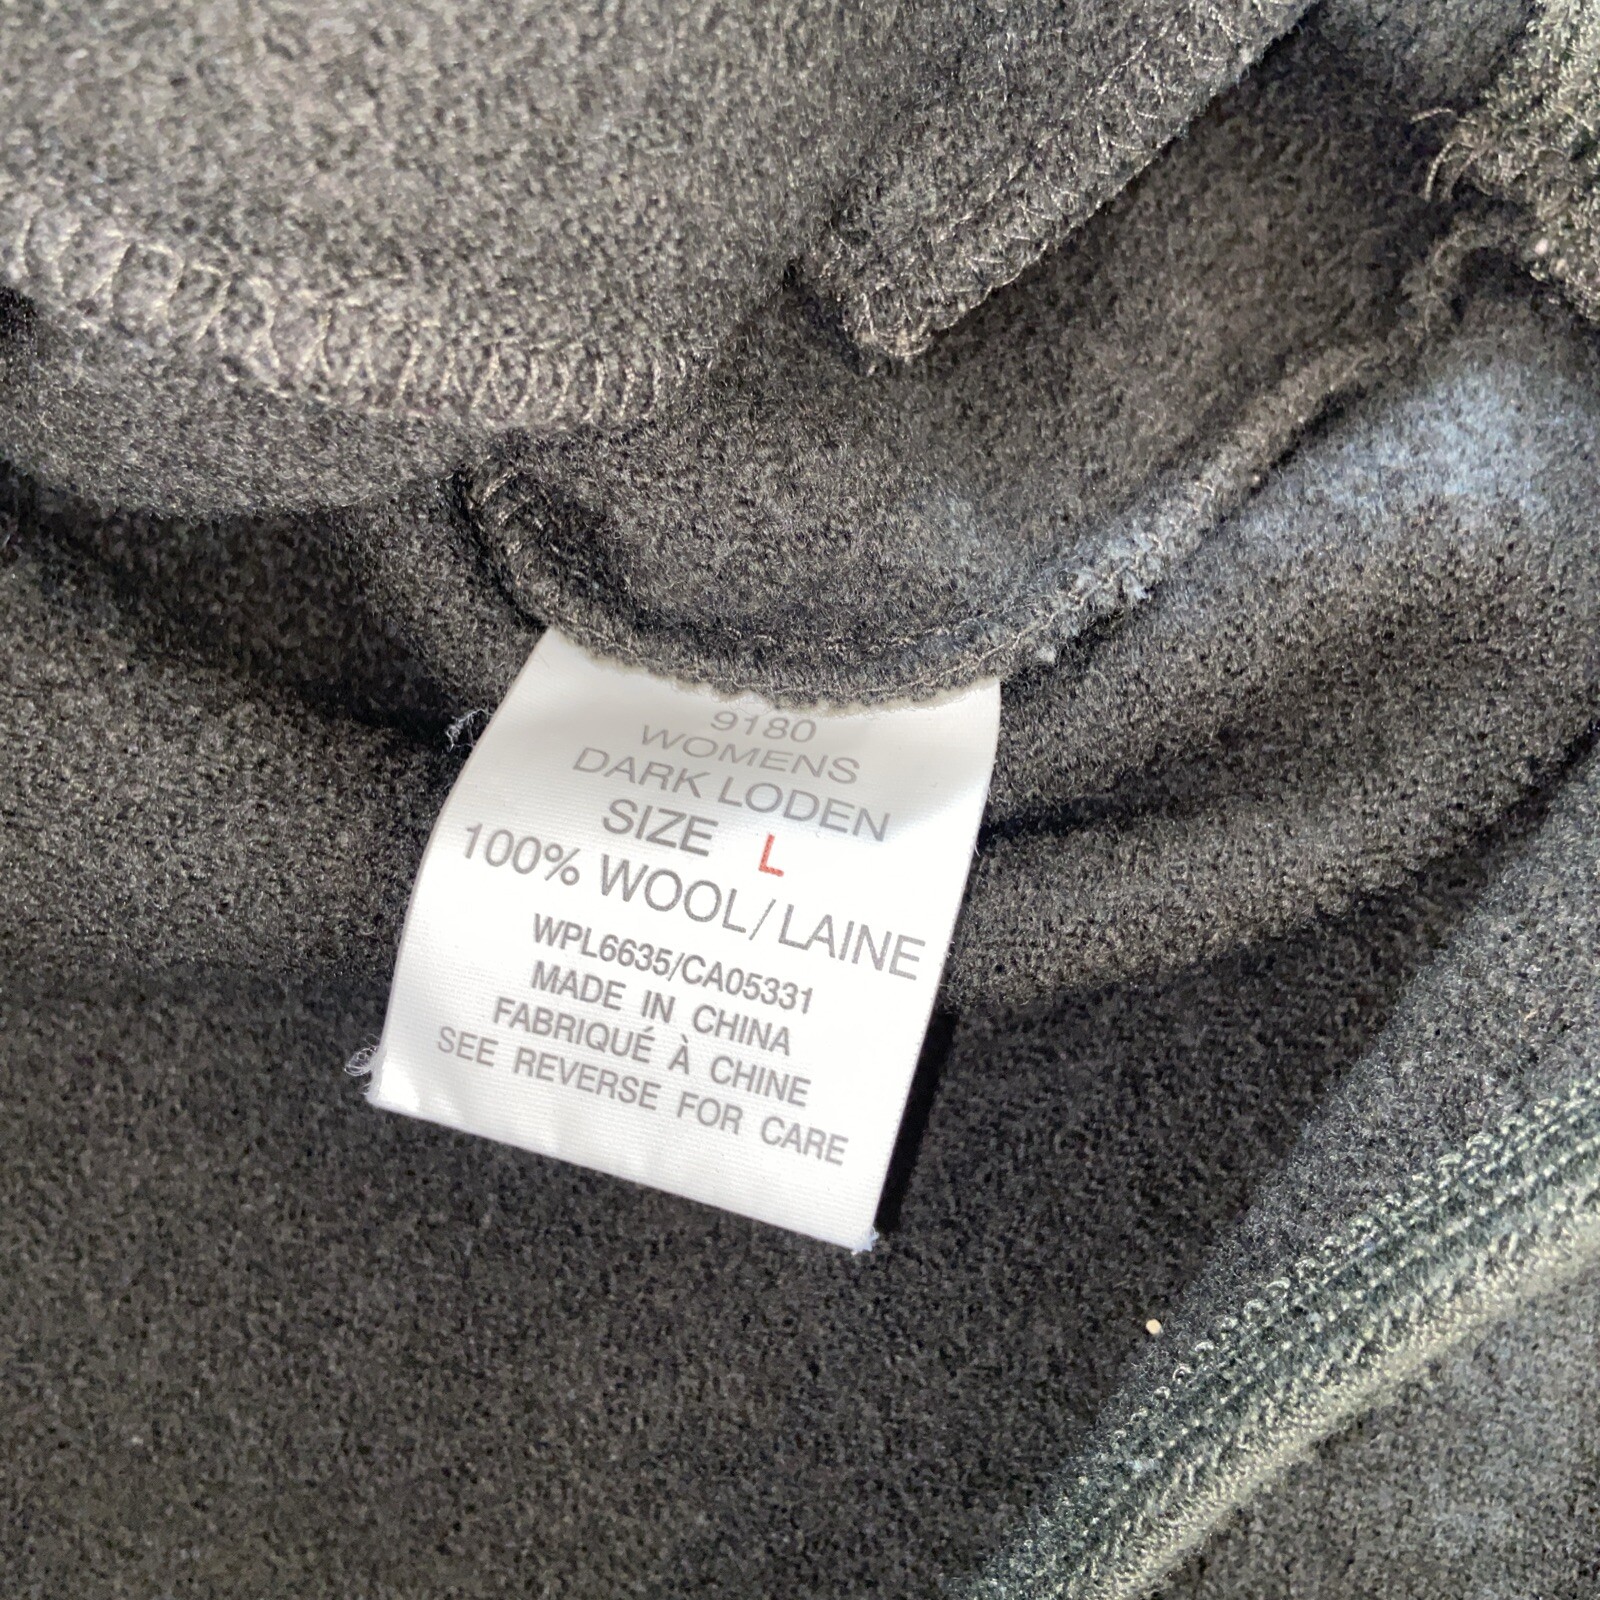 9180
WOMENS
DARK LODEN
SIZE L
100% WOOL/LAINE
WPL6635/CA05331
MADE IN CHINA
FABRIQUÉ À CHINE
SEE REVERSE FOR CARE